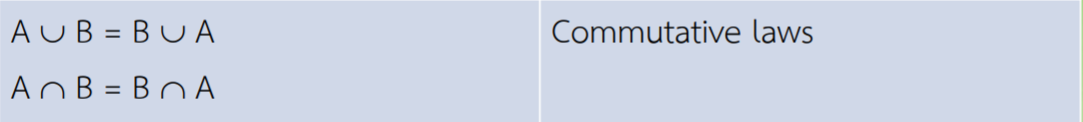 A ∪ B = B ∪ A
Commutative laws
A ∩ B = B ∩ A